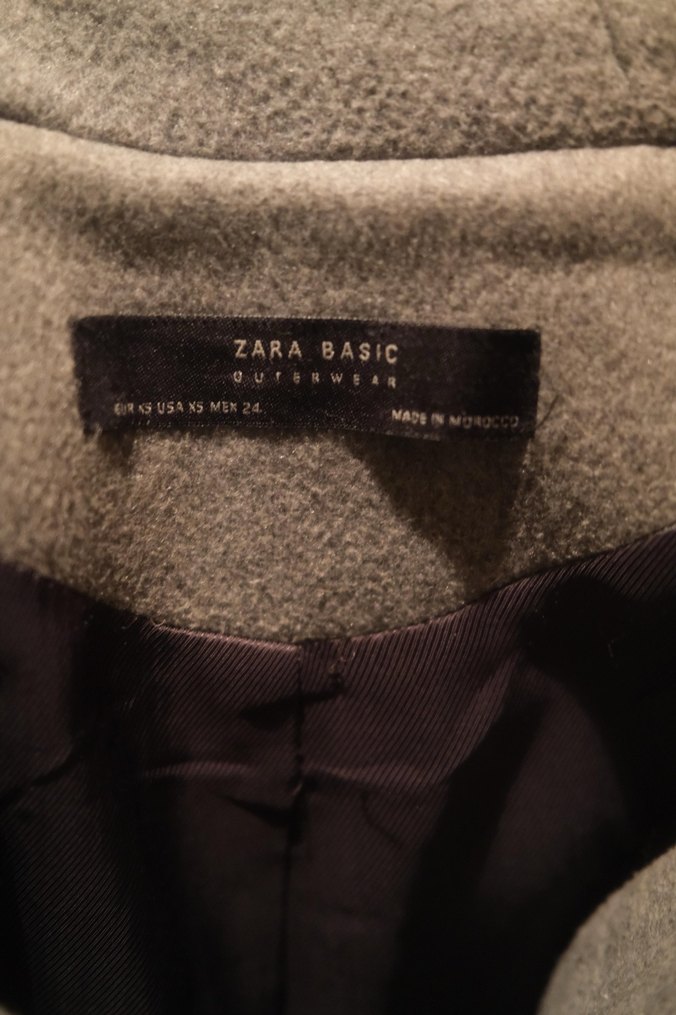 ZARA BASIC
OUTERWEAR
EUR XS USA XS MEX 24 MADE IN MOROCCO